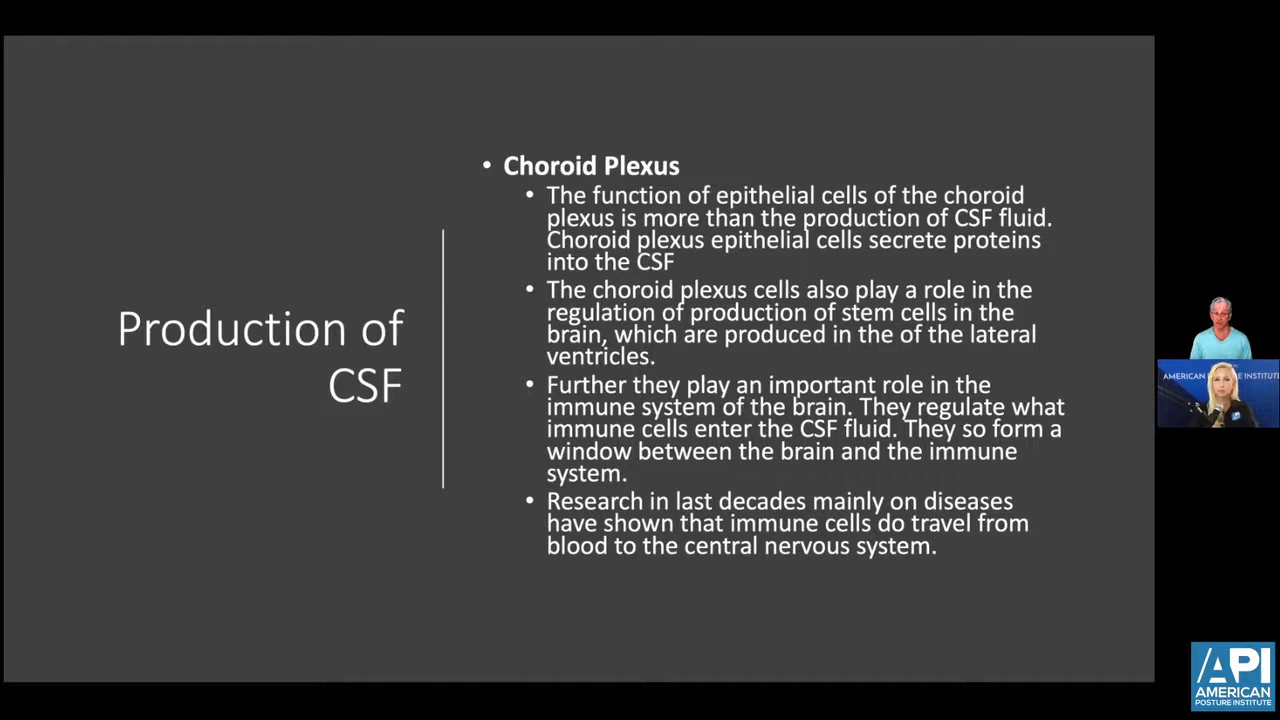 Production of
CSF
• Choroid Plexus
• The function of epithelial cells of the choroid
plexus is more than the production of CSF fluid.
Choroid plexus epithelial cells secrete proteins
into the CSF
• The choroid plexus cells also play a role in the
regulation of production of stem cells in the
brain, which are produced in the of the lateral
ventricles.
• Further they play an important role in the
immune system of the brain. They regulate what
immune cells enter the CSF fluid. They so form a
window between the brain and the immune
system.
• Research in last decades mainly on diseases
have shown that immune cells do travel from
blood to the central nervous system.
AMERICAN POSTURE INSTITUTE
API
AMERICAN
POSTURE INSTITUTE